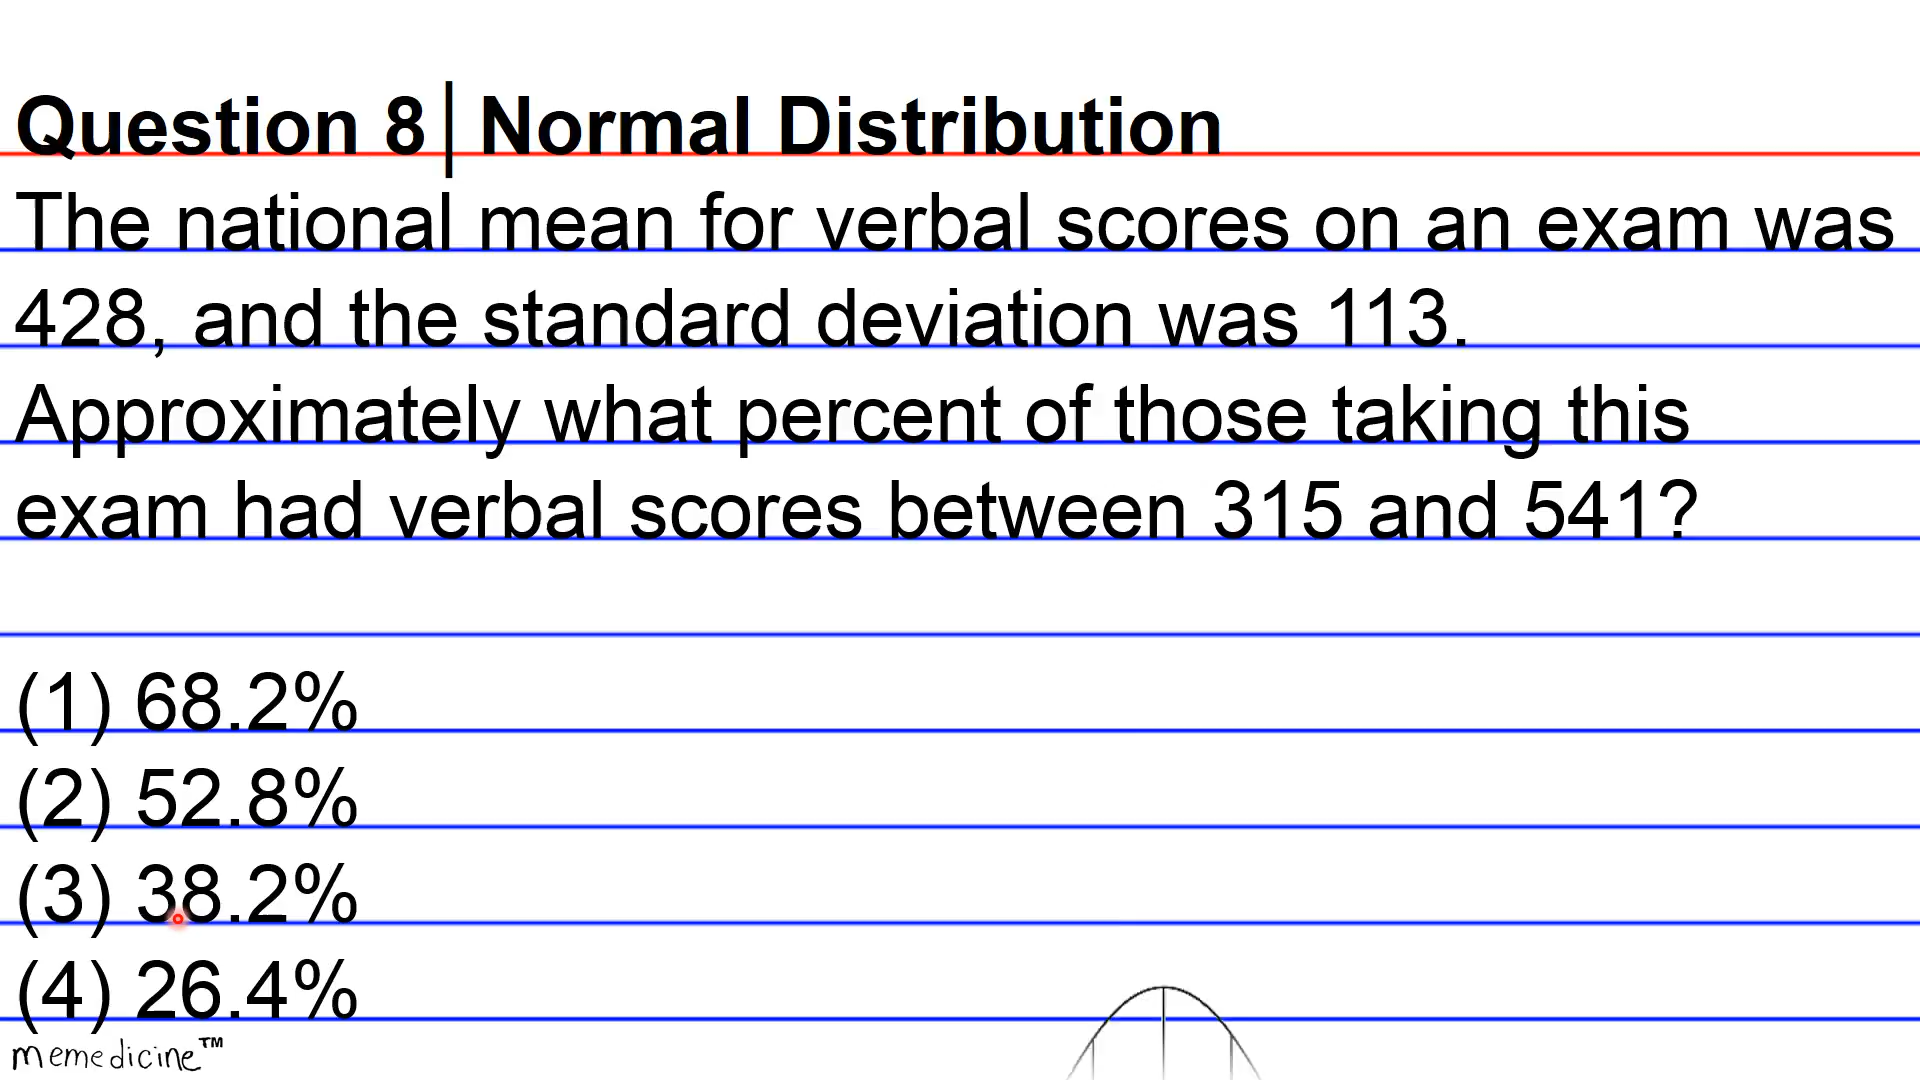 Question 8│Normal Distribution
The national mean for verbal scores on an exam was
428, and the standard deviation was 113.
Approximately what percent of those taking this
exam had verbal scores between 315 and 541?
(1) 68.2%
(2) 52.8%
(3) 38.2%
(4) 26.4%
memedicine™